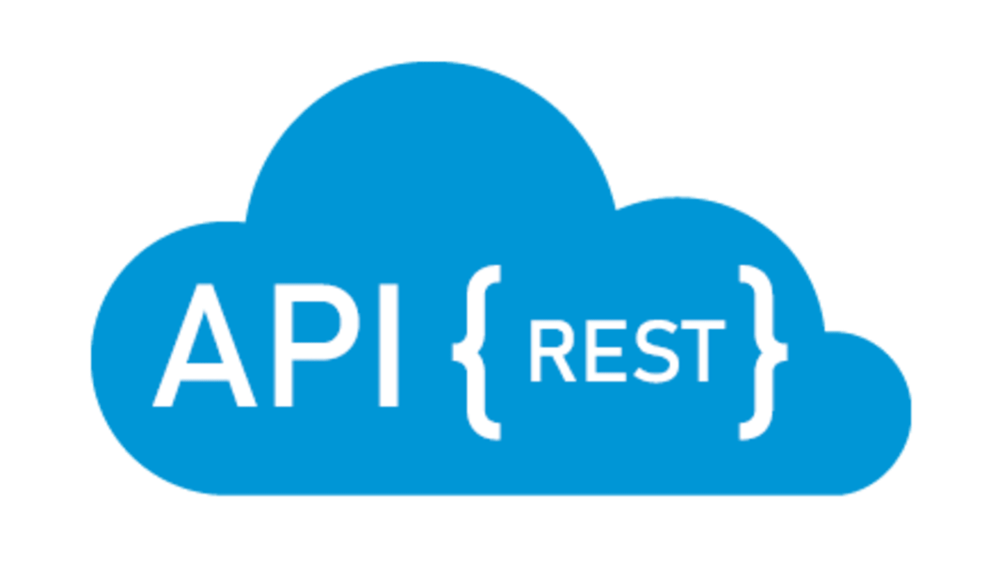 API { REST }